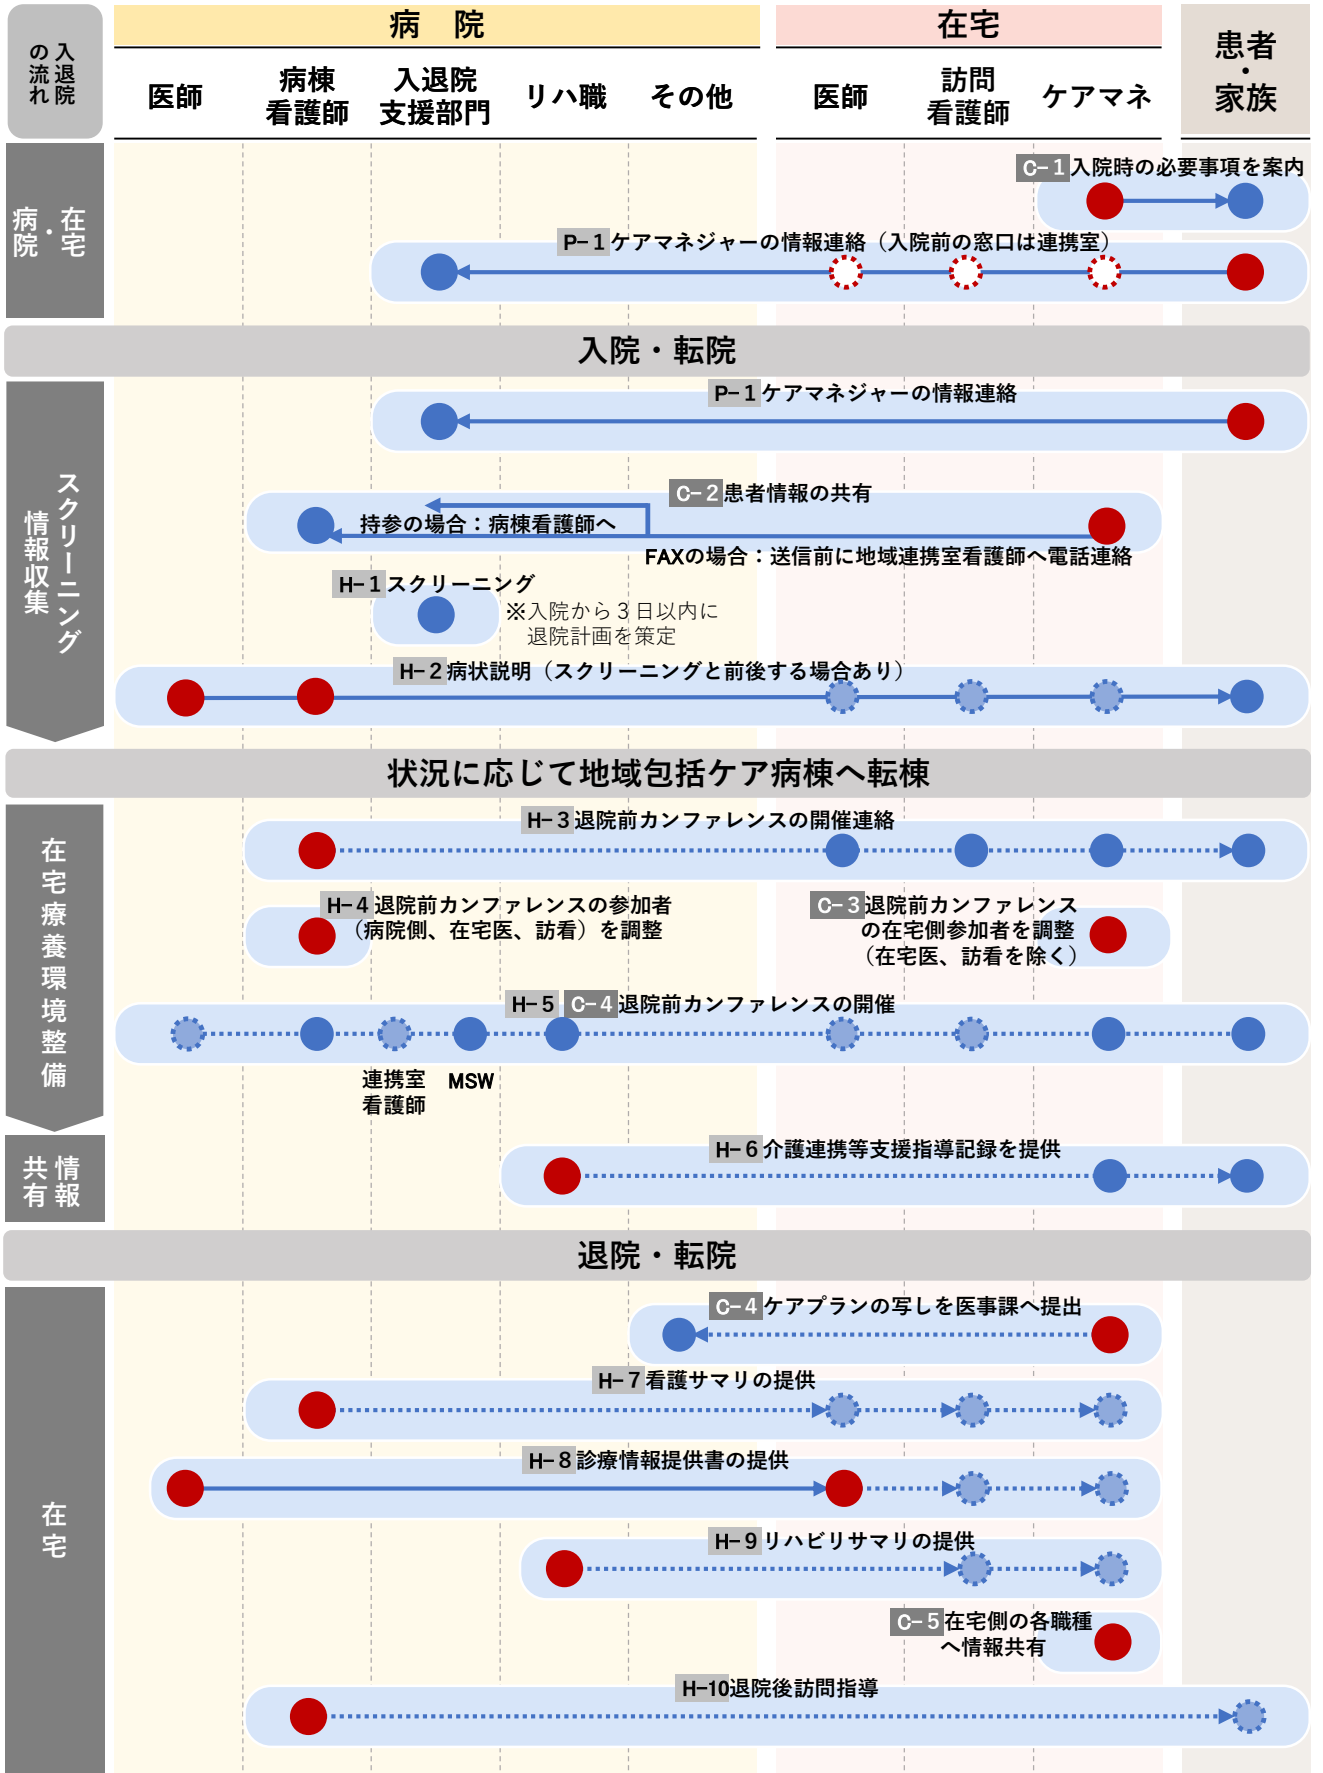 入退院
の流れ
病　院
在宅
患者
・
家族
医師
病棟
看護師
入退院
支援部門
リハ職
その他
医師
訪問
看護師
ケアマネ
在宅
・
病院
C−1入院時の必要事項を案内
P−1ケアマネジャーの情報連絡（入院前の窓口は連携室）
入院・転院
スクリーニング
情報収集
P−1ケアマネジャーの情報連絡
C−2患者情報の共有
持参の場合：病棟看護師へ
FAXの場合：送信前に地域連携室看護師へ電話連絡
H−1スクリーニング
※入院から３日以内に
退院計画を策定
H−2病状説明（スクリーニングと前後する場合あり）
状況に応じて地域包括ケア病棟へ転棟
在宅療養環境整備
H−3退院前カンファレンスの開催連絡
H−4退院前カンファレンスの参加者
（病院側、在宅医、訪看）を調整
C−3退院前カンファレンス
の在宅側参加者を調整
（在宅医、訪看を除く）
H−5 C−4退院前カンファレンスの開催
連携室
看護師
MSW
情報
共有
H−6介護連携等支援指導記録を提供
退院・転院
在宅
C−4ケアプランの写しを医事課へ提出
H−7看護サマリの提供
H−8診療情報提供書の提供
H−9リハビリサマリの提供
C−5在宅側の各職種
へ情報共有
H−10退院後訪問指導